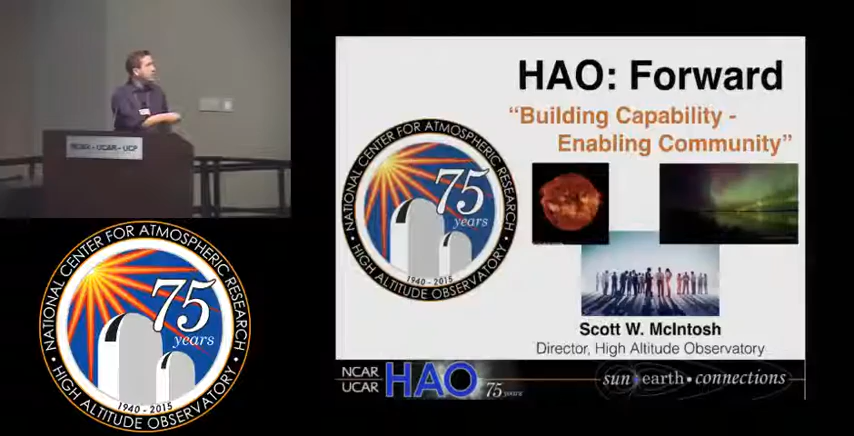 NCAR - UCAR - UCP
NATIONAL CENTER FOR ATMOSPHERIC RESEARCH
75
years
1940 - 2015
HIGH ALTITUDE OBSERVATORY
HAO: Forward
“Building Capability -
Enabling Community”
NATIONAL CENTER FOR ATMOSPHERIC RESEARCH
75
years
1940 - 2015
HIGH ALTITUDE OBSERVATORY
Scott W. McIntosh
Director, High Altitude Observatory
NCAR
UCAR
HAO
75 years
sun • earth • connections